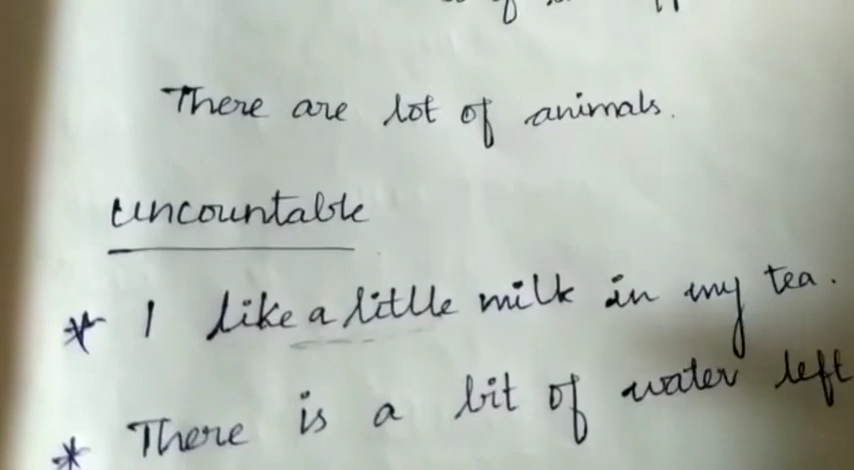 There are lot of animals.
uncountable
* I like a little milk in my tea.
* There is a bit of water left